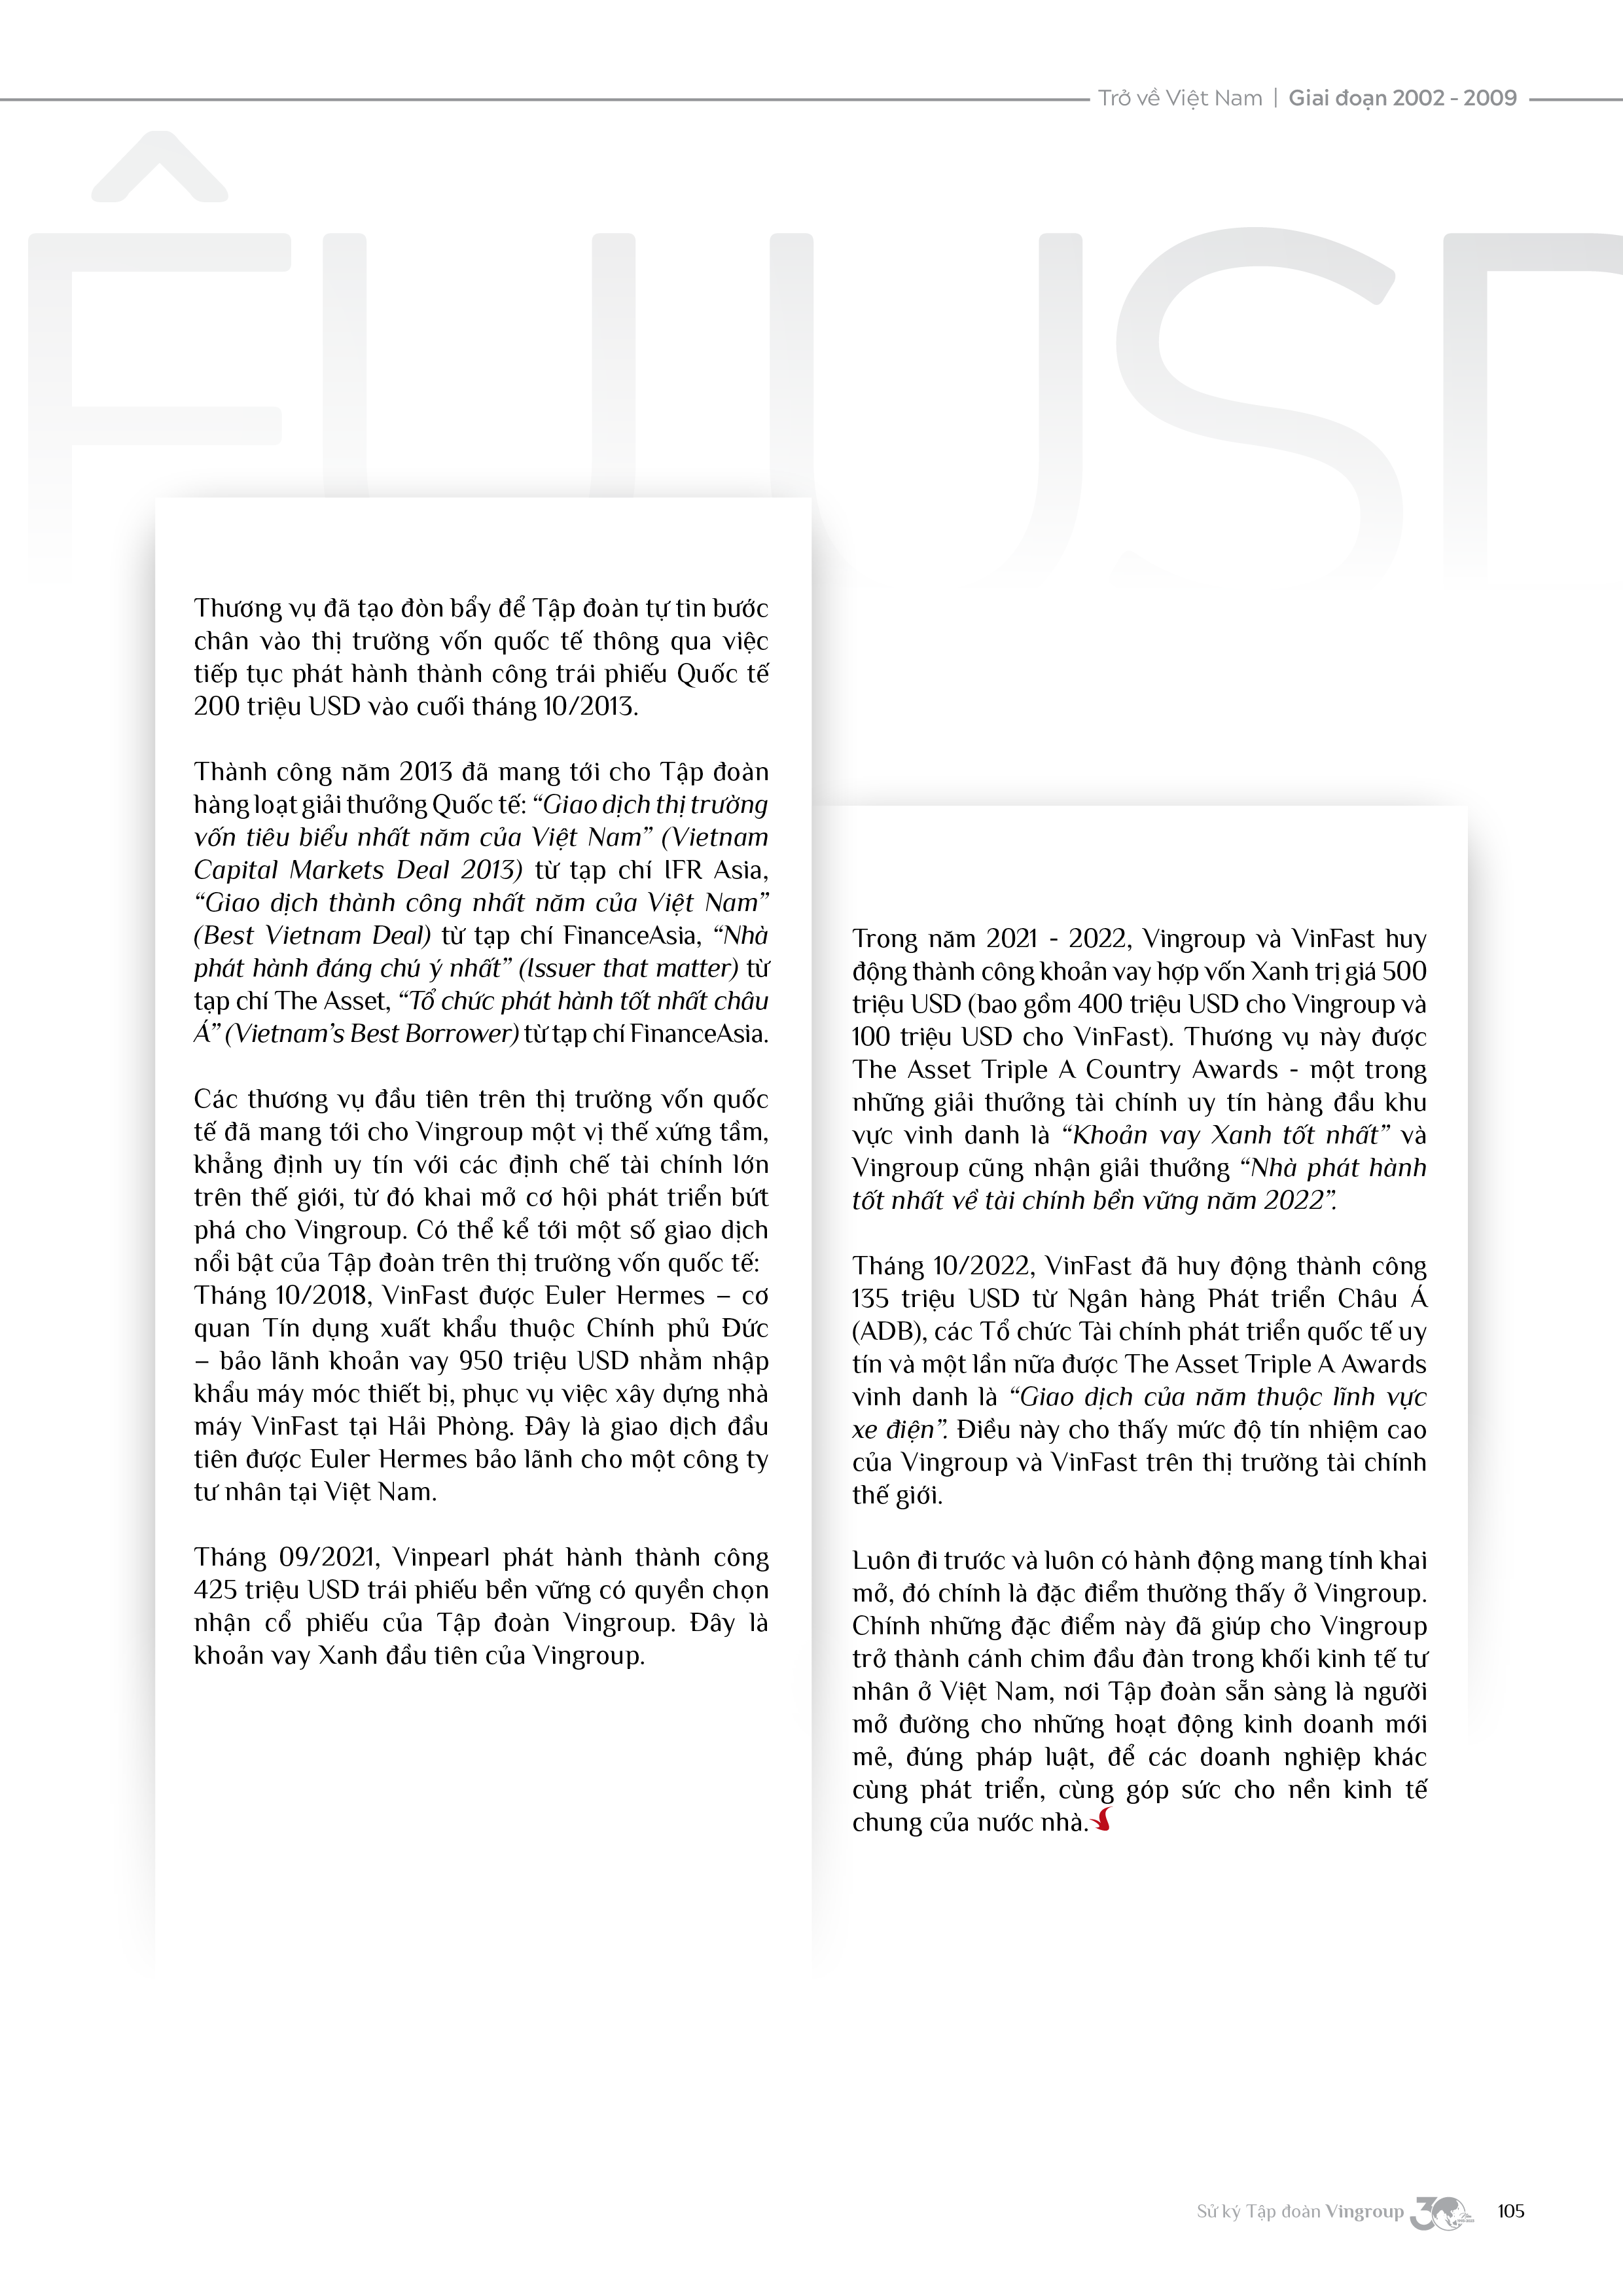 Trở về Việt Nam | Giai đoạn 2002 - 2009
ÊU USD
Thương vụ đã tạo đòn bẩy để Tập đoàn tự tin bước
chân vào thị trường vốn quốc tế thông qua việc
tiếp tục phát hành thành công trái phiếu Quốc tế
200 triệu USD vào cuối tháng 10/2013.
Thành công năm 2013 đã mang tới cho Tập đoàn
hàng loạt giải thưởng Quốc tế: “Giao dịch thị trường
vốn tiêu biểu nhất năm của Việt Nam” (Vietnam
Capital Markets Deal 2013) từ tạp chí IFR Asia,
“Giao dịch thành công nhất năm của Việt Nam”
(Best Vietnam Deal) từ tạp chí FinanceAsia, “Nhà
phát hành đáng chú ý nhất” (Issuer that matter) từ
tạp chí The Asset, “Tổ chức phát hành tốt nhất châu
Á” (Vietnam’s Best Borrower) từ tạp chí FinanceAsia.
Các thương vụ đầu tiên trên thị trường vốn quốc
tế đã mang tới cho Vingroup một vị thế xứng tầm,
khẳng định uy tín với các định chế tài chính lớn
trên thế giới, từ đó khai mở cơ hội phát triển bứt
phá cho Vingroup. Có thể kể tới một số giao dịch
nổi bật của Tập đoàn trên thị trường vốn quốc tế:
Tháng 10/2018, VinFast được Euler Hermes – cơ
quan Tín dụng xuất khẩu thuộc Chính phủ Đức
– bảo lãnh khoản vay 950 triệu USD nhằm nhập
khẩu máy móc thiết bị, phục vụ việc xây dựng nhà
máy VinFast tại Hải Phòng. Đây là giao dịch đầu
tiên được Euler Hermes bảo lãnh cho một công ty
tư nhân tại Việt Nam.
Tháng 09/2021, Vinpearl phát hành thành công
425 triệu USD trái phiếu bền vững có quyền chọn
nhận cổ phiếu của Tập đoàn Vingroup. Đây là
khoản vay Xanh đầu tiên của Vingroup.
Trong năm 2021 - 2022, Vingroup và VinFast huy
động thành công khoản vay hợp vốn Xanh trị giá 500
triệu USD (bao gồm 400 triệu USD cho Vingroup và
100 triệu USD cho VinFast). Thương vụ này được
The Asset Triple A Country Awards - một trong
những giải thưởng tài chính uy tín hàng đầu khu
vực vinh danh là “Khoản vay Xanh tốt nhất” và
Vingroup cũng nhận giải thưởng “Nhà phát hành
tốt nhất về tài chính bền vững năm 2022”.
Tháng 10/2022, VinFast đã huy động thành công
135 triệu USD từ Ngân hàng Phát triển Châu Á
(ADB), các Tổ chức Tài chính phát triển quốc tế uy
tín và một lần nữa được The Asset Triple A Awards
vinh danh là “Giao dịch của năm thuộc lĩnh vực
xe điện”. Điều này cho thấy mức độ tín nhiệm cao
của Vingroup và VinFast trên thị trường tài chính
thế giới.
Luôn đi trước và luôn có hành động mang tính khai
mở, đó chính là đặc điểm thường thấy ở Vingroup.
Chính những đặc điểm này đã giúp cho Vingroup
trở thành cánh chim đầu đàn trong khối kinh tế tư
nhân ở Việt Nam, nơi Tập đoàn sẵn sàng là người
mở đường cho những hoạt động kinh doanh mới
mẻ, đúng pháp luật, để các doanh nghiệp khác
cùng phát triển, cùng góp sức cho nền kinh tế
chung của nước nhà.
Sử ký Tập đoàn Vingroup 30 105